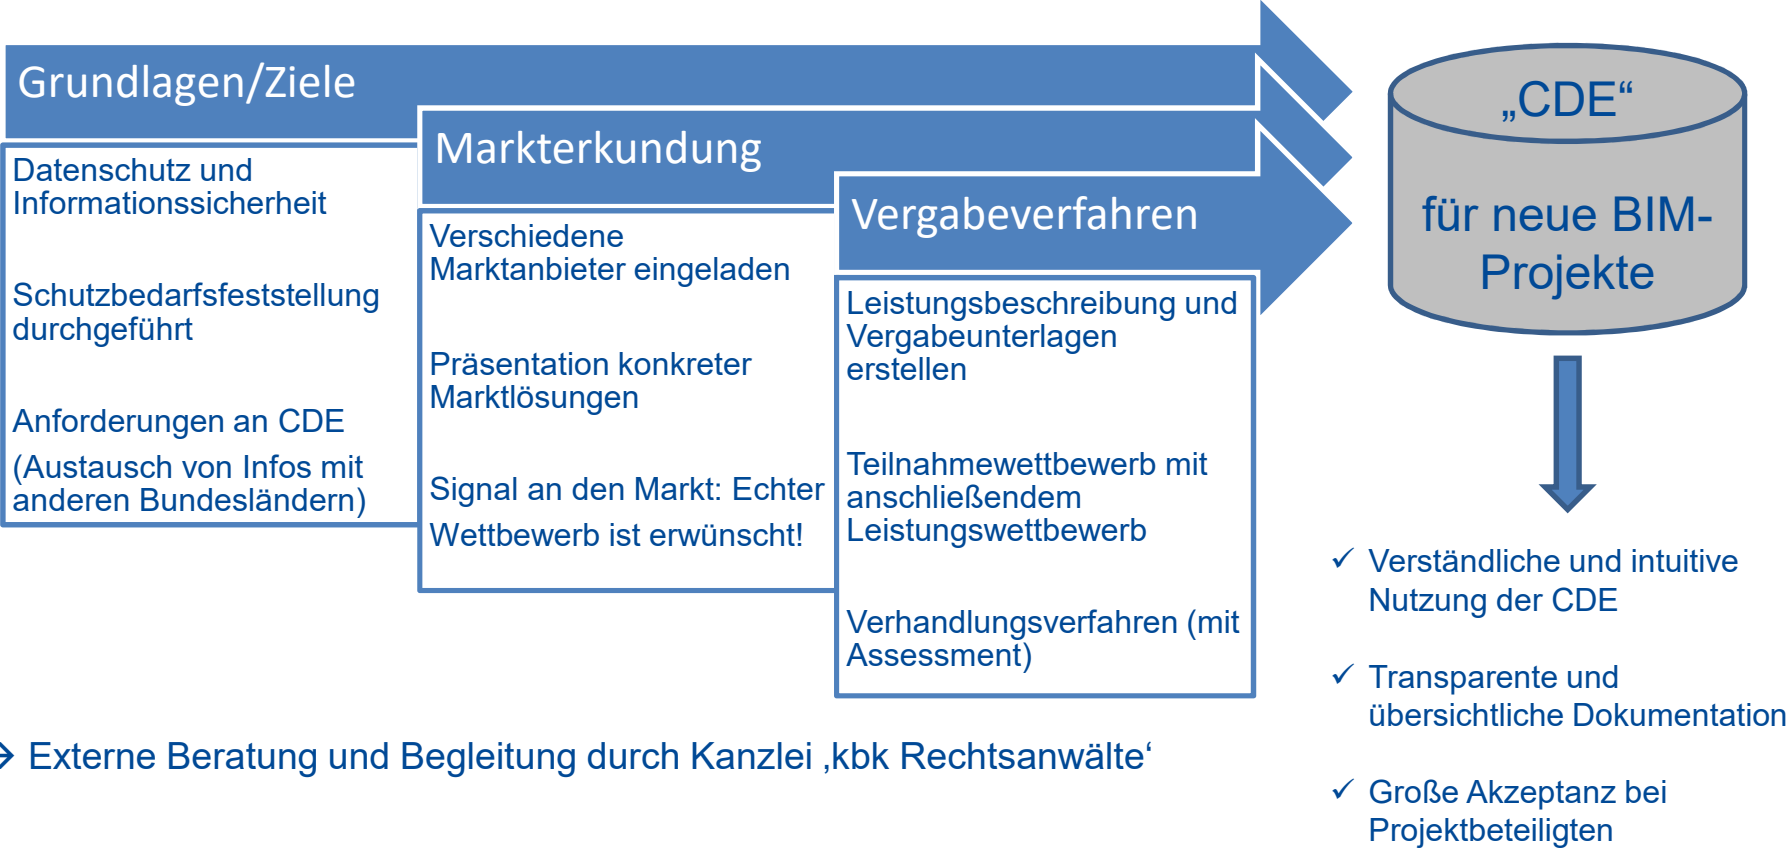 Grundlagen/Ziele
Datenschutz und
Informationssicherheit
Schutzbedarfsfeststellung
durchgeführt
Anforderungen an CDE
(Austausch von Infos mit
anderen Bundesländern)
Markterkundung
Verschiedene
Marktanbieter eingeladen
Präsentation konkreter
Marktlösungen
Signal an den Markt: Echter
Wettbewerb ist erwünscht!
Vergabeverfahren
Leistungsbeschreibung und
Vergabeunterlagen
erstellen
Teilnahmewettbewerb mit
anschließendem
Leistungswettbewerb
Verhandlungsverfahren (mit
Assessment)
„CDE“
für neue BIM-
Projekte
✓ Verständliche und intuitive
Nutzung der CDE
✓ Transparente und
übersichtliche Dokumentation
✓ Große Akzeptanz bei
Projektbeteiligten
→ Externe Beratung und Begleitung durch Kanzlei ‚kbk Rechtsanwälte‘